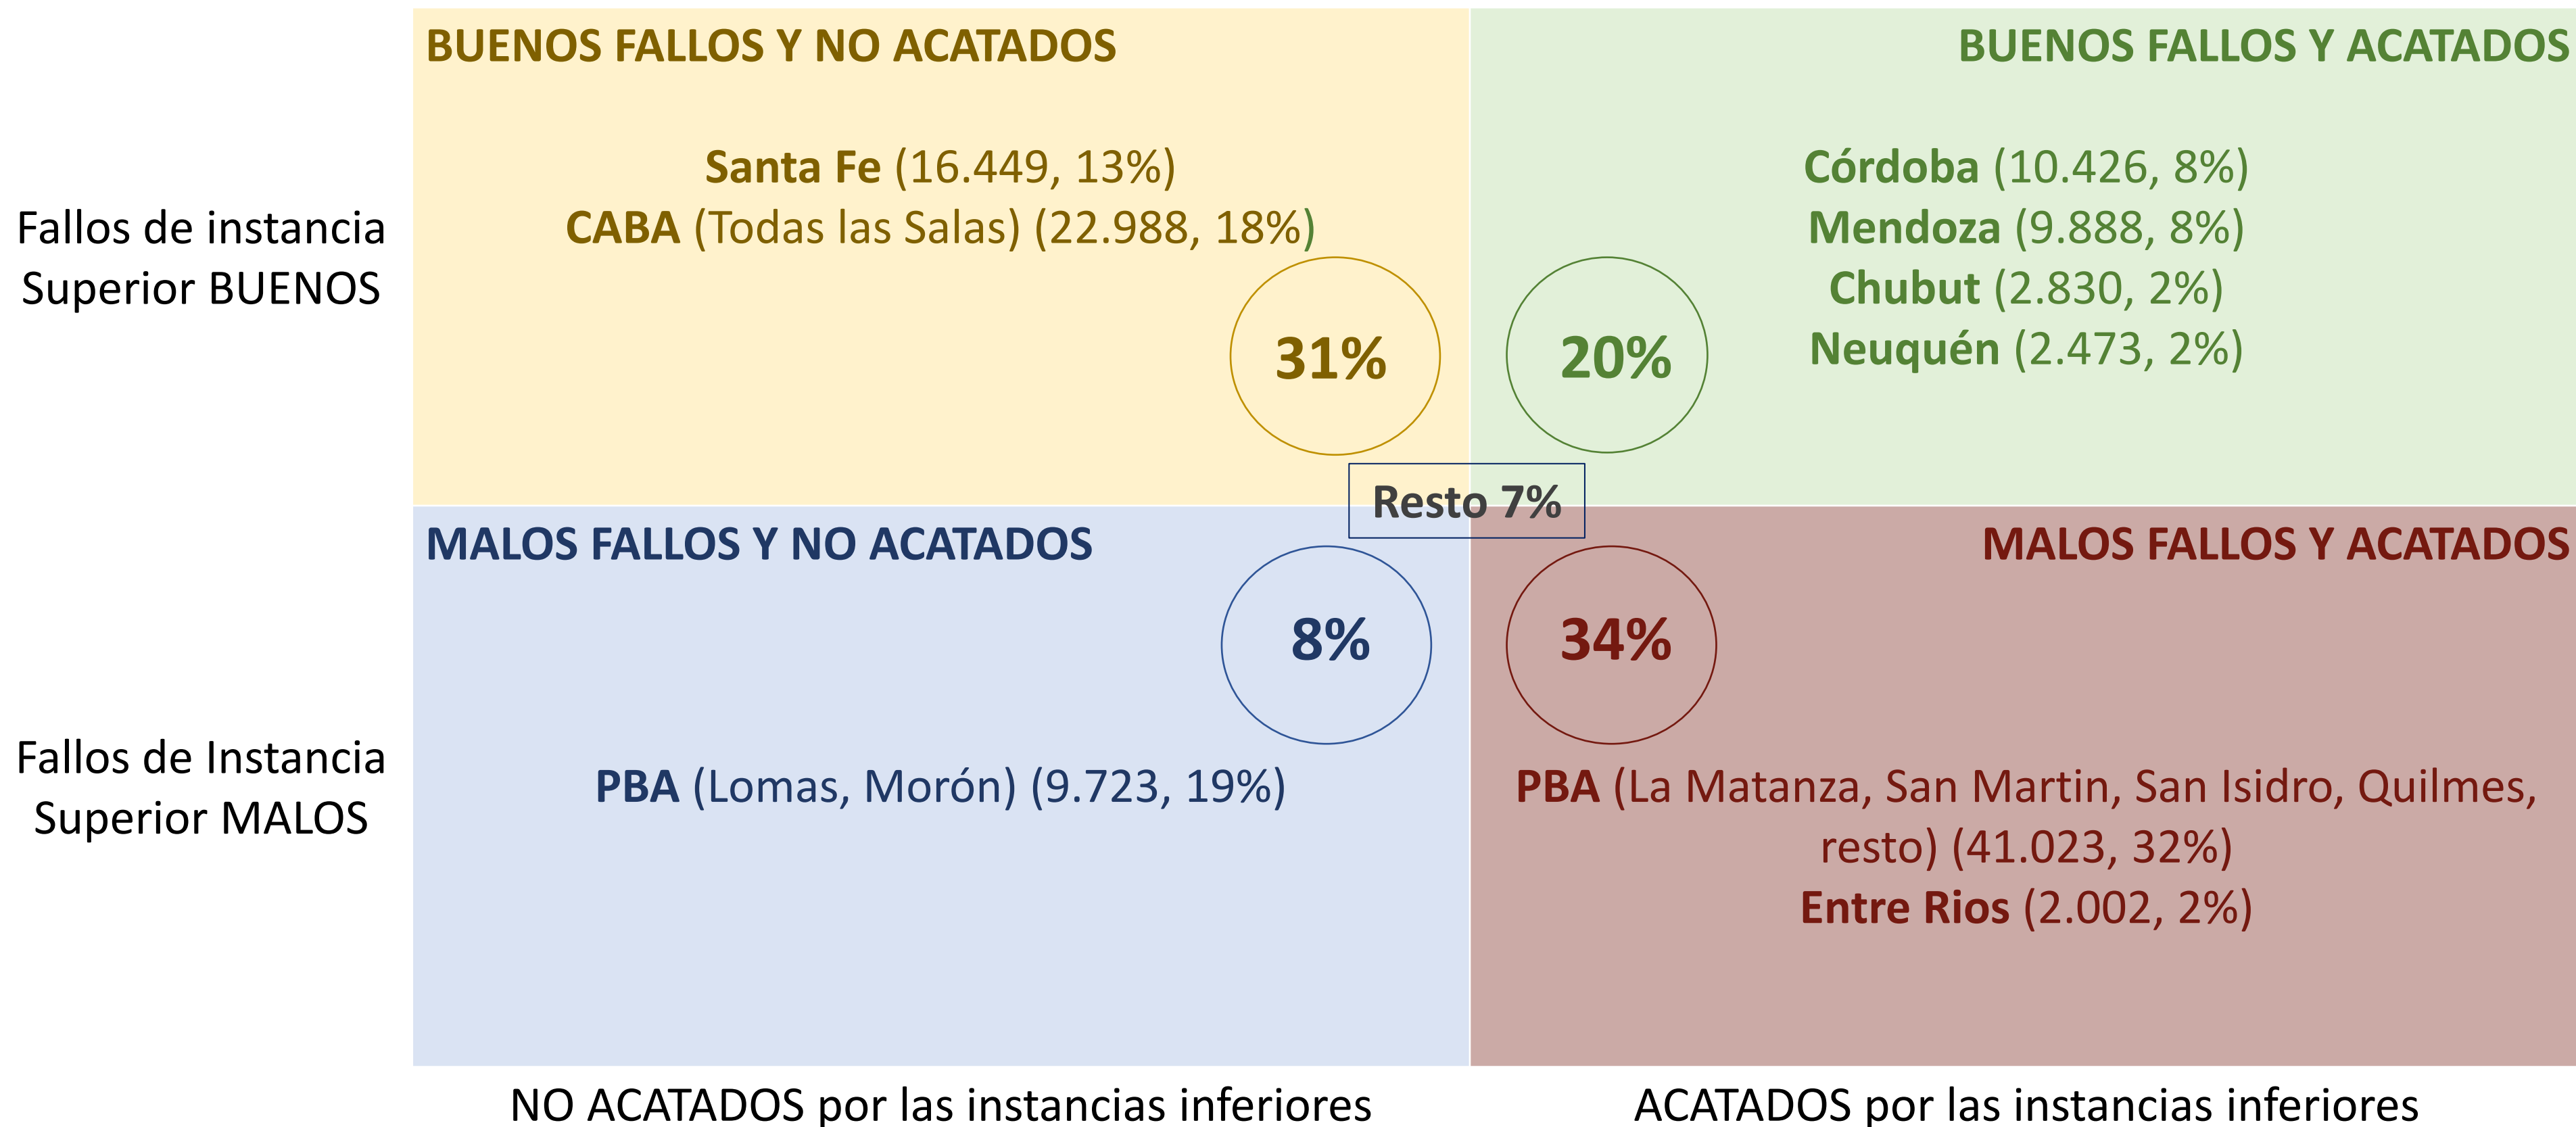 BUENOS FALLOS Y NO ACATADOS
BUENOS FALLOS Y ACATADOS
Fallos de instancia
Superior BUENOS
Santa Fe (16.449, 13%)
CABA (Todas las Salas) (22.988, 18%)
31%
Córdoba (10.426, 8%)
Mendoza (9.888, 8%)
Chubut (2.830, 2%)
Neuquén (2.473, 2%)
20%
Resto 7%
MALOS FALLOS Y NO ACATADOS
MALOS FALLOS Y ACATADOS
Fallos de Instancia
Superior MALOS
8%
PBA (Lomas, Morón) (9.723, 19%)
34%
PBA (La Matanza, San Martin, San Isidro, Quilmes,
resto) (41.023, 32%)
Entre Rios (2.002, 2%)
NO ACATADOS por las instancias inferiores
ACATADOS por las instancias inferiores